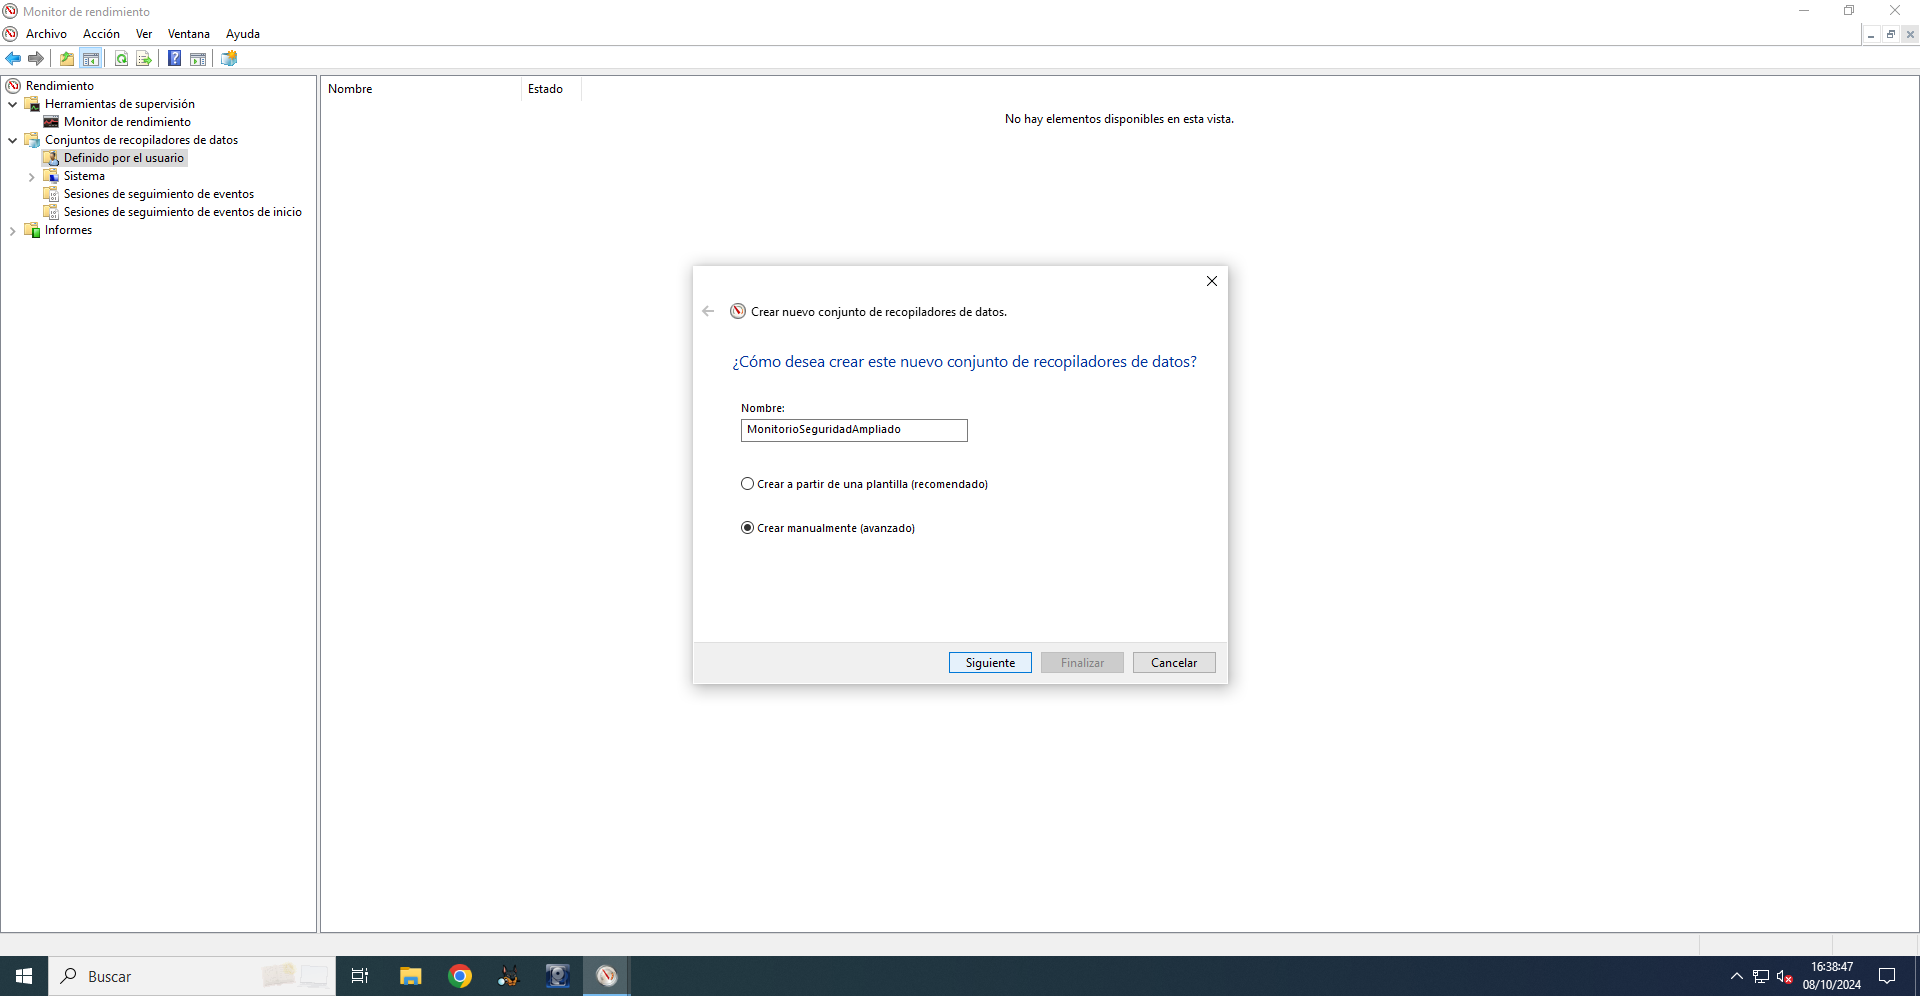 Monitor de rendimiento
Archivo Acción Ver Ventana Ayuda
Rendimiento
Herramientas de supervisión
Monitor de rendimiento
Conjuntos de recopiladores de datos
Definido por el usuario
Sistema
Sesiones de seguimiento de eventos
Sesiones de seguimiento de eventos de inicio
Informes
Nombre Estado
No hay elementos disponibles en esta vista.
Crear nuevo conjunto de recopiladores de datos.
¿Cómo desea crear este nuevo conjunto de recopiladores de datos?
Nombre:
MonitorioSeguridadAmpliado
Crear a partir de una plantilla (recomendado)
Crear manualmente (avanzado)
Siguiente Finalizar Cancelar
Buscar
16:38:47
08/10/2024